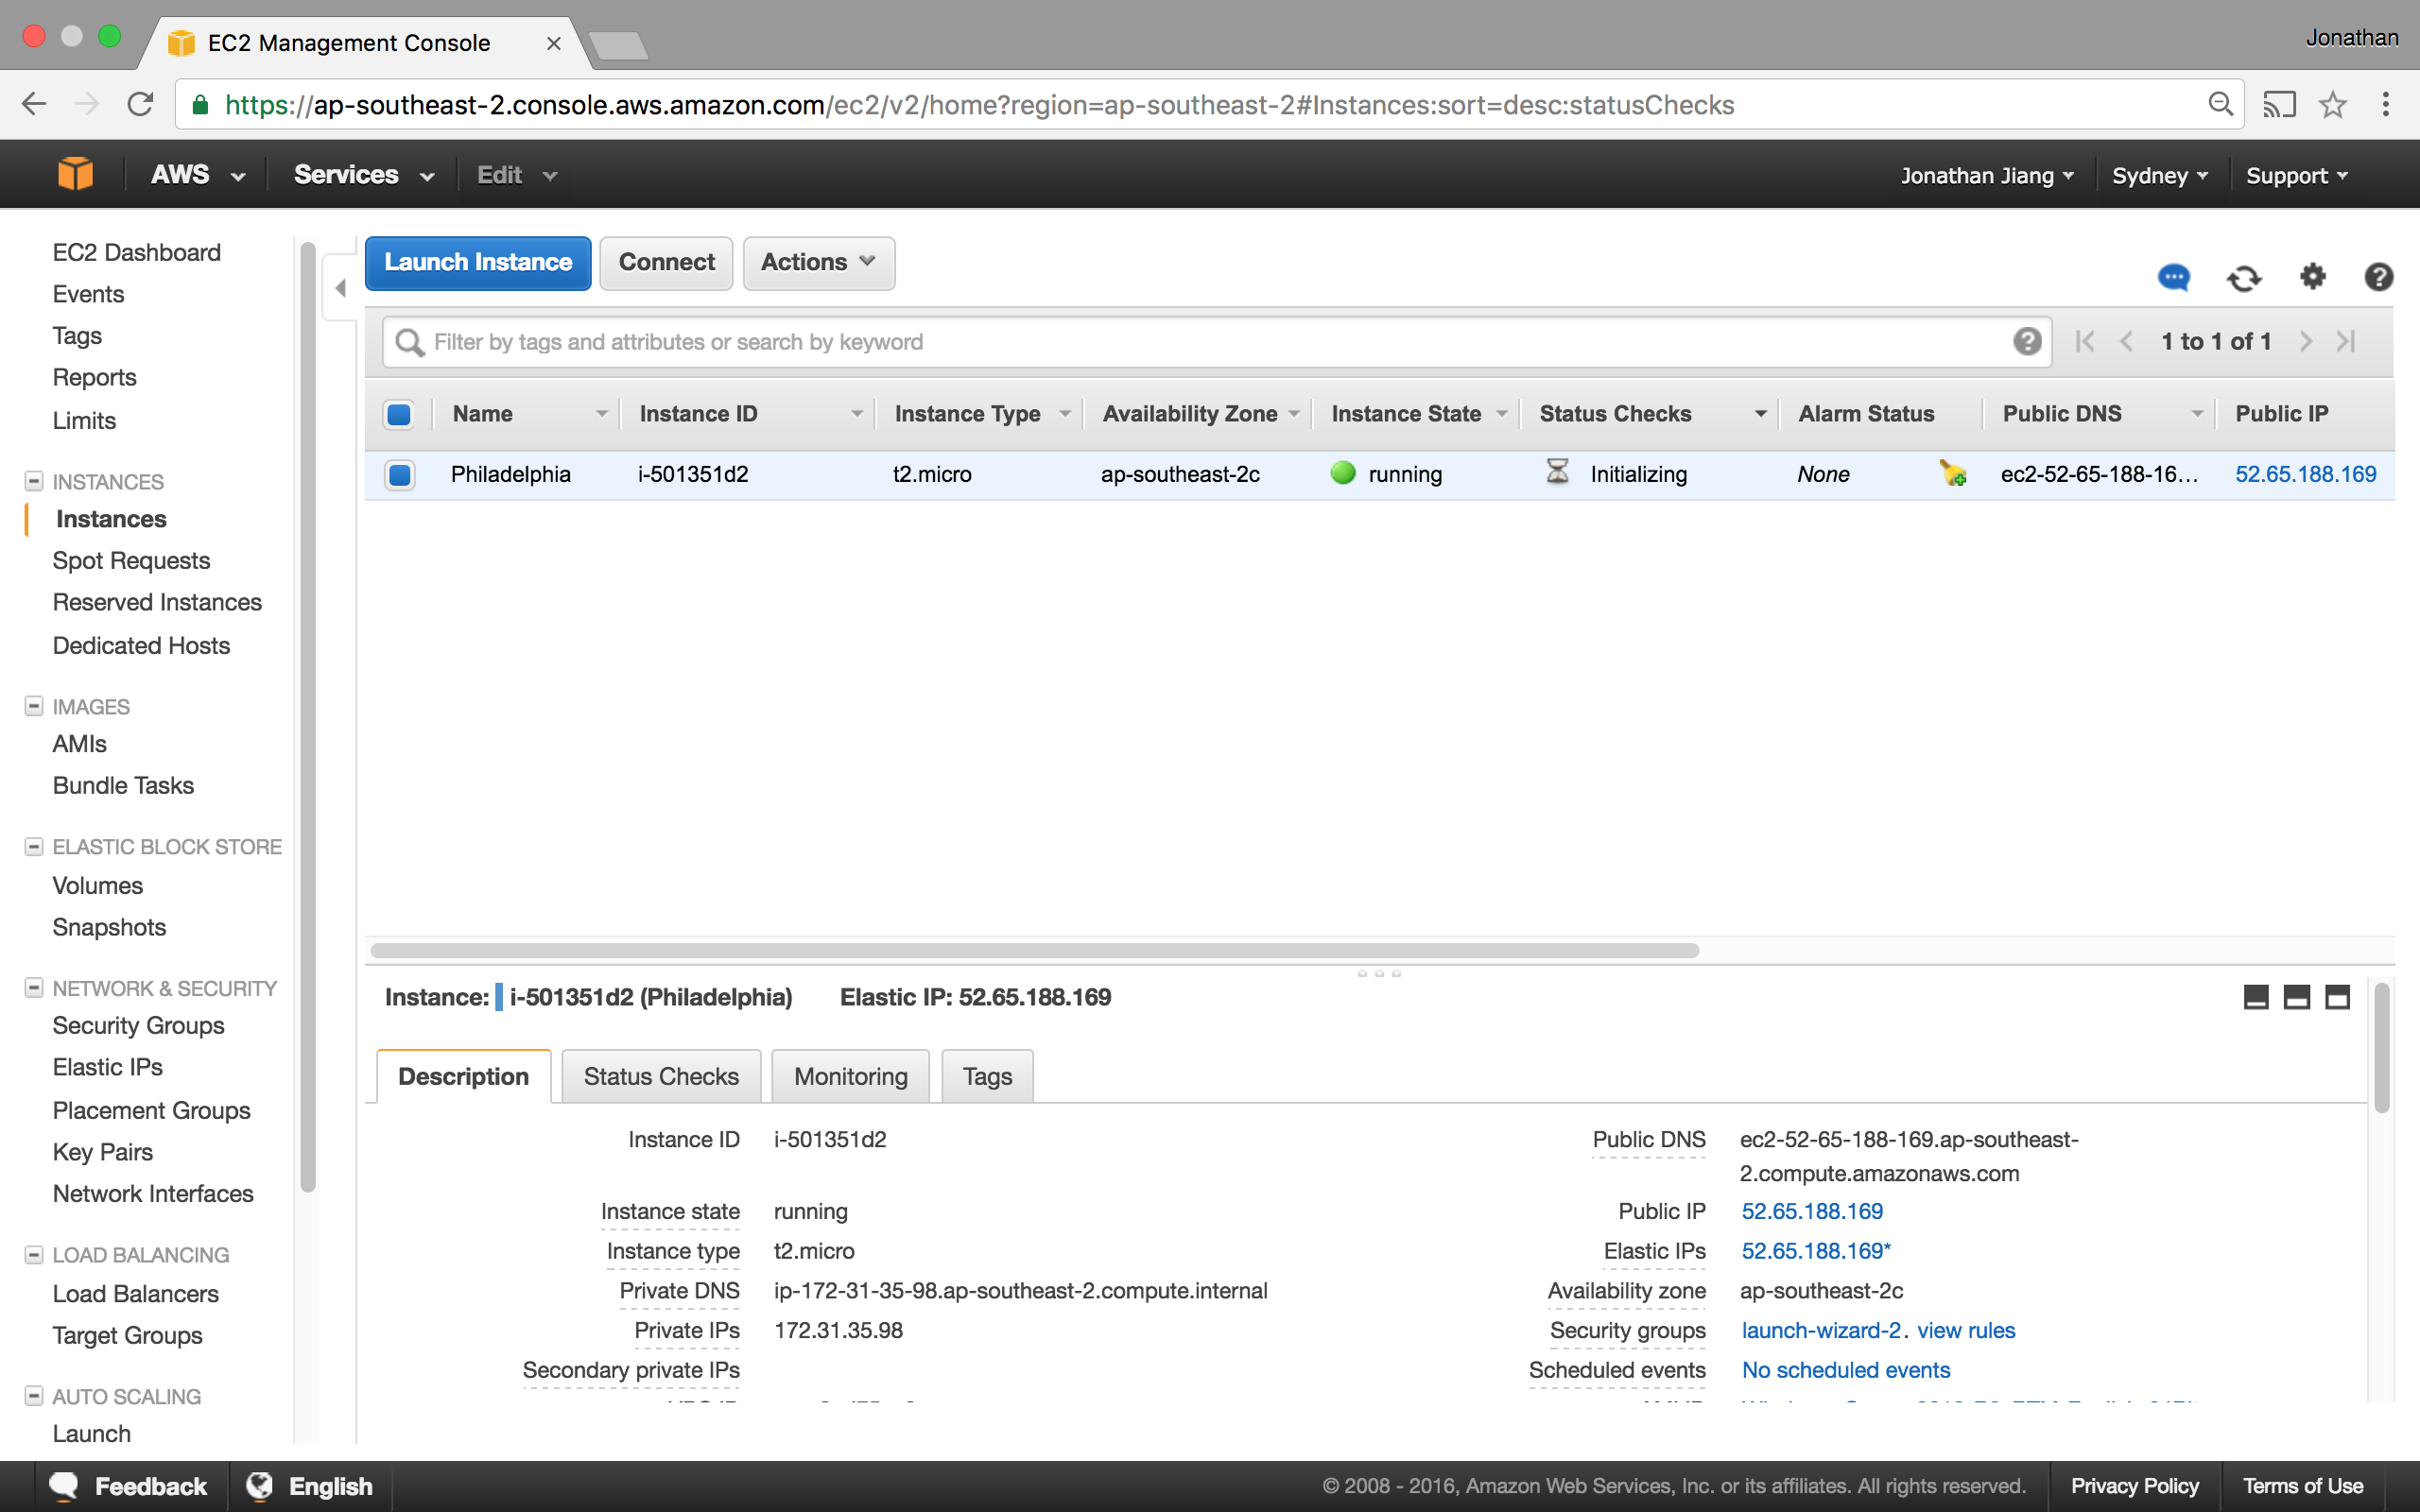 EC2 Management Console
Jonathan
https://ap-southeast-2.console.aws.amazon.com/ec2/v2/home?region=ap-southeast-2#Instances:sort=desc:statusChecks
AWS Services Edit Jonathan Jiang Sydney Support
EC2 Dashboard
Events
Tags
Reports
Limits
INSTANCES
Instances
Spot Requests
Reserved Instances
Dedicated Hosts
IMAGES
AMIs
Bundle Tasks
ELASTIC BLOCK STORE
Volumes
Snapshots
NETWORK & SECURITY
Security Groups
Elastic IPs
Placement Groups
Key Pairs
Network Interfaces
LOAD BALANCING
Load Balancers
Target Groups
AUTO SCALING
Launch
Launch Instance Connect Actions
Filter by tags and attributes or search by keyword 1 to 1 of 1
Name Instance ID Instance Type Availability Zone Instance State Status Checks Alarm Status Public DNS Public IP
Philadelphia i-501351d2 t2.micro ap-southeast-2c running Initializing None ec2-52-65-188-16... 52.65.188.169
Instance: i-501351d2 (Philadelphia) Elastic IP: 52.65.188.169
Description Status Checks Monitoring Tags
Instance ID i-501351d2
Instance state running
Instance type t2.micro
Private DNS ip-172-31-35-98.ap-southeast-2.compute.internal
Private IPs 172.31.35.98
Secondary private IPs
Public DNS ec2-52-65-188-169.ap-southeast-
2.compute.amazonaws.com
Public IP 52.65.188.169
Elastic IPs 52.65.188.169*
Availability zone ap-southeast-2c
Security groups launch-wizard-2. view rules
Scheduled events No scheduled events
Feedback English © 2008 - 2016, Amazon Web Services, Inc. or its affiliates. All rights reserved. Privacy Policy Terms of Use